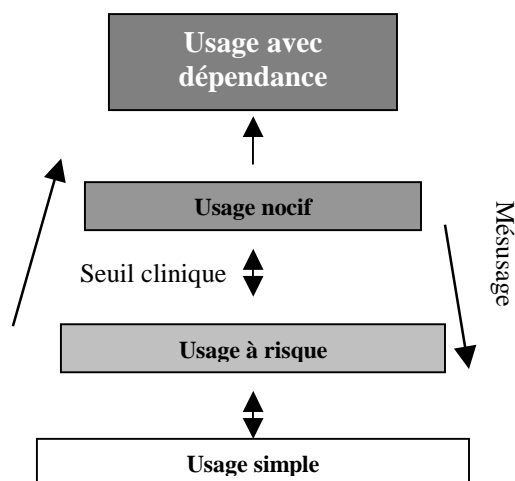 Usage avec
dépendance
Usage nocif
Mésusage
Seuil clinique
Usage à risque
Usage simple